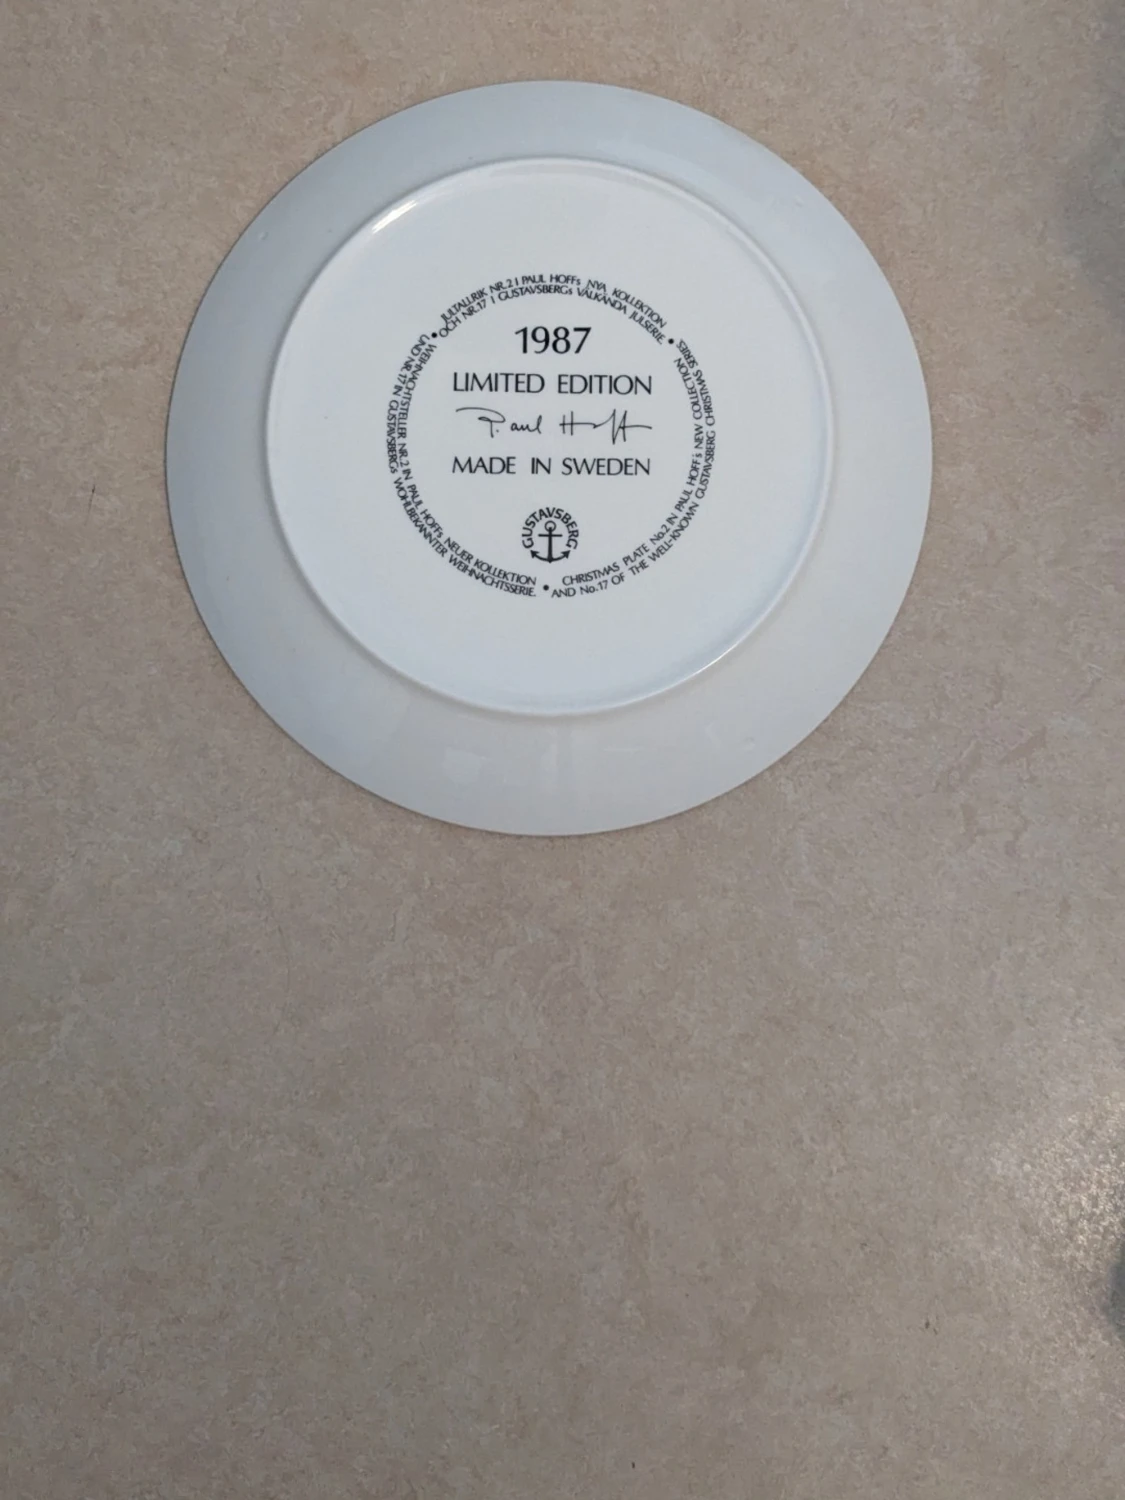 JULTALLRIK NR.2 I PAUL HOFFs NYA KOLLEKTION
OCH NR.17 I GUSTAVSBERGs VÄLKÄNDA JULSERIE.
1987
LIMITED EDITION
Paul Hoff
MADE IN SWEDEN
GUSTAVSBERG
CHRISTMAS PLATE No.2 IN PAUL HOFFs NEW COLLECTION
AND No.17 OF THE WELL-KNOWN GUSTAVSBERG CHRISTMAS SERIES.
WEIHNACHTSTELLER NR.2 IN PAUL HOFFs NEUER KOLLEKTION
UND NR.17 IN GUSTAVSBERGs WOHLBEKANNTER WEIHNACHTSSERIE.